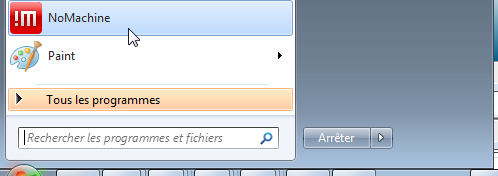 !M NoMachine
Paint
Tous les programmes
Rechercher les programmes et fichiers
Arrêter